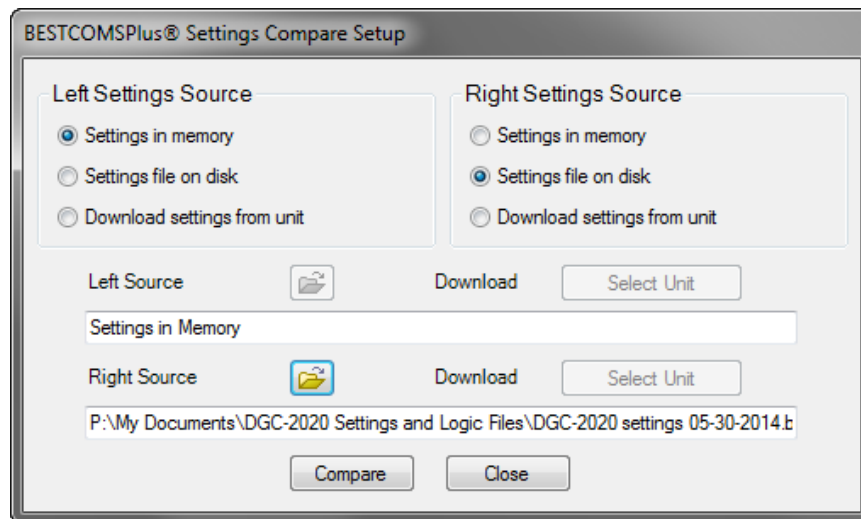 BESTCOMSPlus® Settings Compare Setup
Left Settings Source
Settings in memory
Settings file on disk
Download settings from unit
Right Settings Source
Settings in memory
Settings file on disk
Download settings from unit
Left Source Download Select Unit
Settings in Memory
Right Source Download Select Unit
P:\My Documents\DGC-2020 Settings and Logic Files\DGC-2020 settings 05-30-2014.b
Compare Close